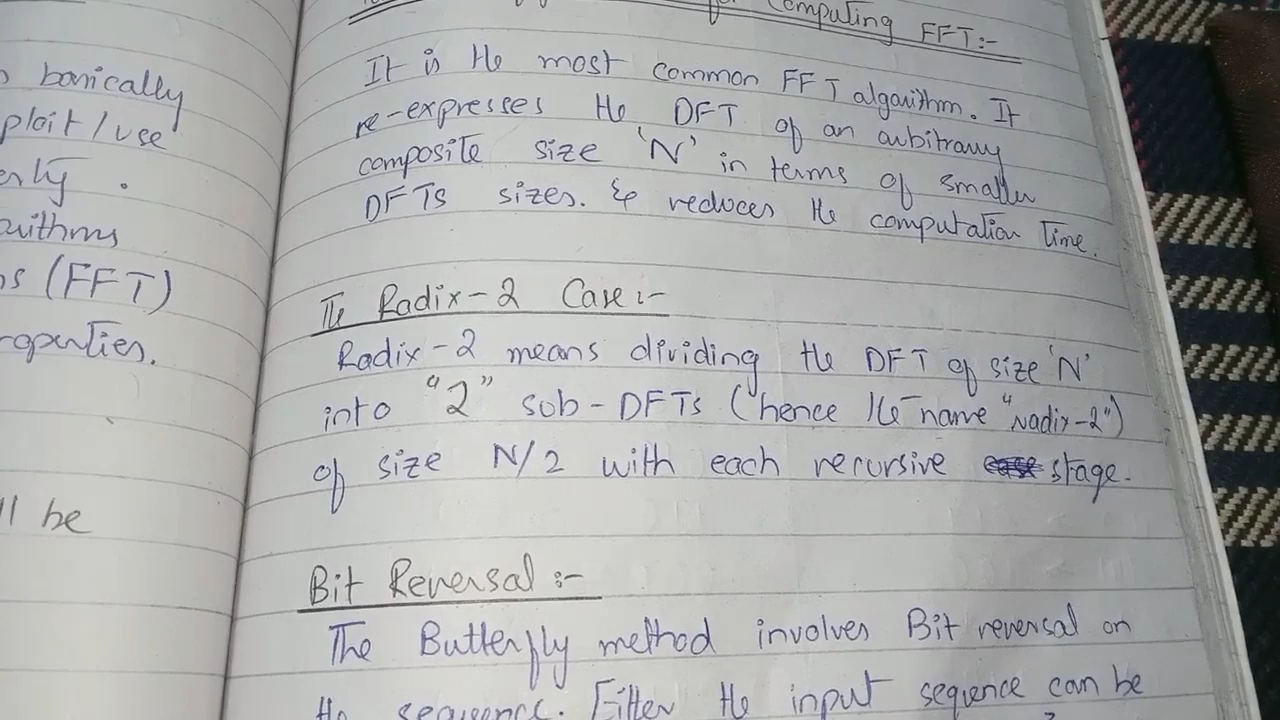 basically
ploit/use
arithms
(FFT)
operties.
ll be
for Computing FFT:-
It is the most common FFT algorithm. It
re-expresses the DFT of an arbitrary
composite size 'N' in terms of smaller
DFTs sizes. & reduces the computation time.
The Radix-2 Case:-
Radix-2 means dividing the DFT of size 'N'
into "2" sub-DFTs (hence the name "radix-2")
of size N/2 with each recursive stage.
Bit Reversal:-
The Butterfly method involves Bit reversal on
the sequence. Either the input sequence can be